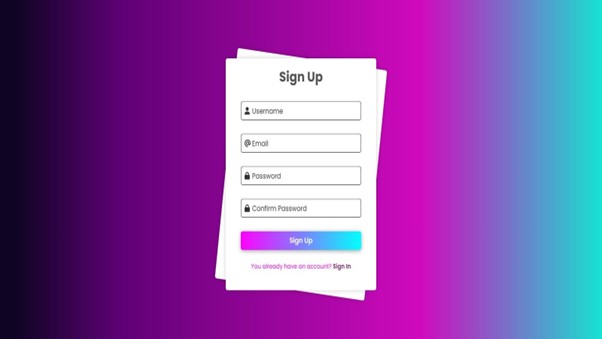 Sign Up
Username
@ Email
Password
Confirm Password
Sign Up
You already have an account? Sign In